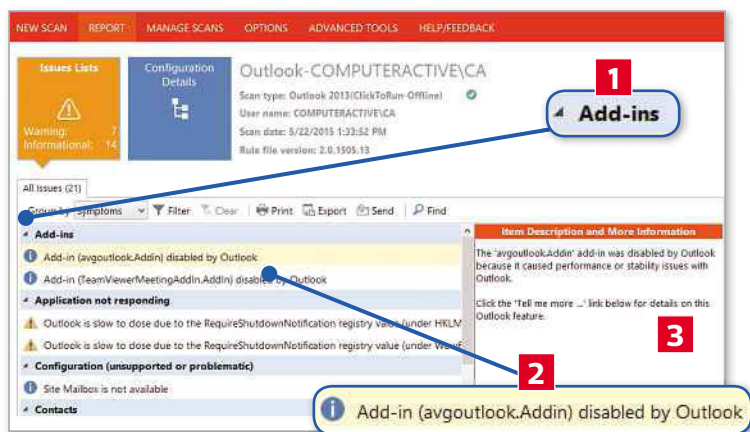 NEW SCAN REPORT MANAGE SCANS OPTIONS ADVANCED TOOLS HELP/FEEDBACK
Issues Lists
Warning: 7
Informational: 14
Configuration
Details
Outlook-COMPUTERACTIVE\CA
Scan type: Outlook 2013(ClickToRun-Offline)
User name: COMPUTERACTIVE\CA
Scan date: 5/22/2015 1:33:52 PM
Rule file version: 2.0.1505.13
1
Add-ins
All Issues (21)
Group by Symptoms Filter Clear Print Export Send Find
Add-ins
Add-in (avgoutlook.Addin) disabled by Outlook
Add-in (TeamViewerMeetingAddIn.AddIn) disabled by Outlook
Application not responding
Outlook is slow to close due to the RequireShutdownNotification registry value (under HKLM
Outlook is slow to close due to the RequireShutdownNotification registry value (under Wow6
Configuration (unsupported or problematic)
Site Mailbox is not available
Contacts
Item Description and More Information
The 'avgoutlook.Addin' add-in was disabled by Outlook
because it caused performance or stability issues with
Outlook.
Click the 'Tell me more ...' link below for details on this
Outlook feature.
3
2
Add-in (avgoutlook.Addin) disabled by Outlook